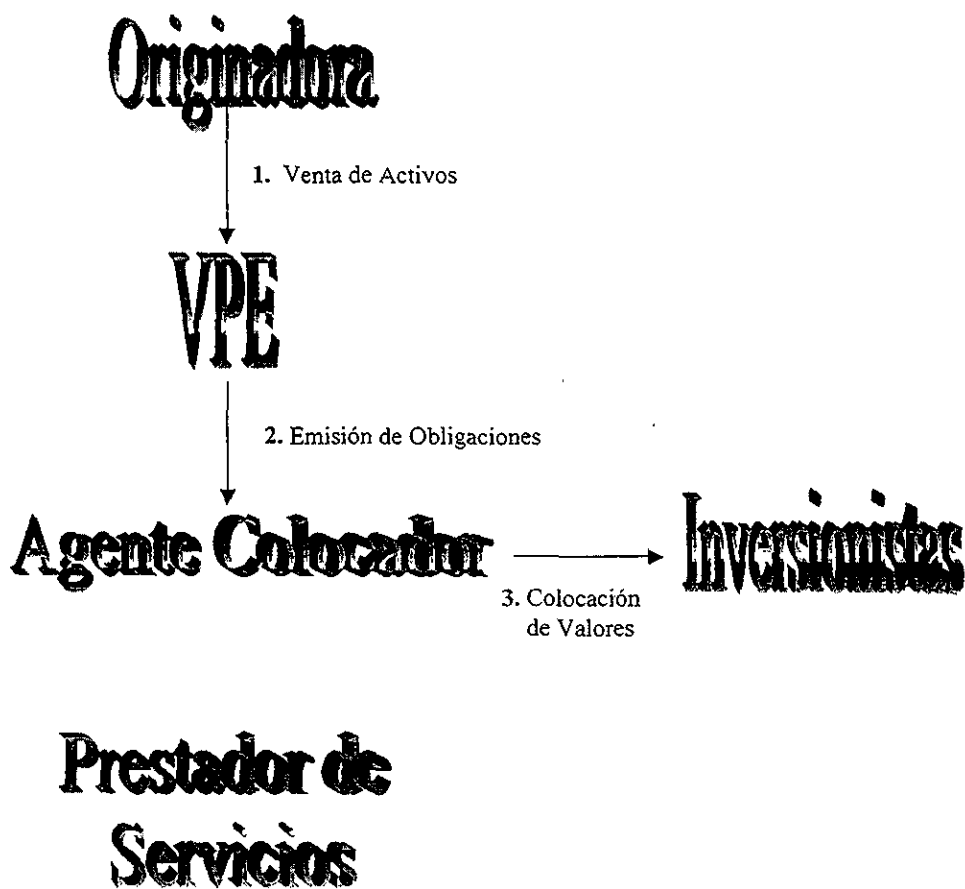 Originadora
1. Venta de Activos
VPE
2. Emisión de Obligaciones
Agente Colocador
Inversionistas
3. Colocación
de Valores
Prestador de
Servicios